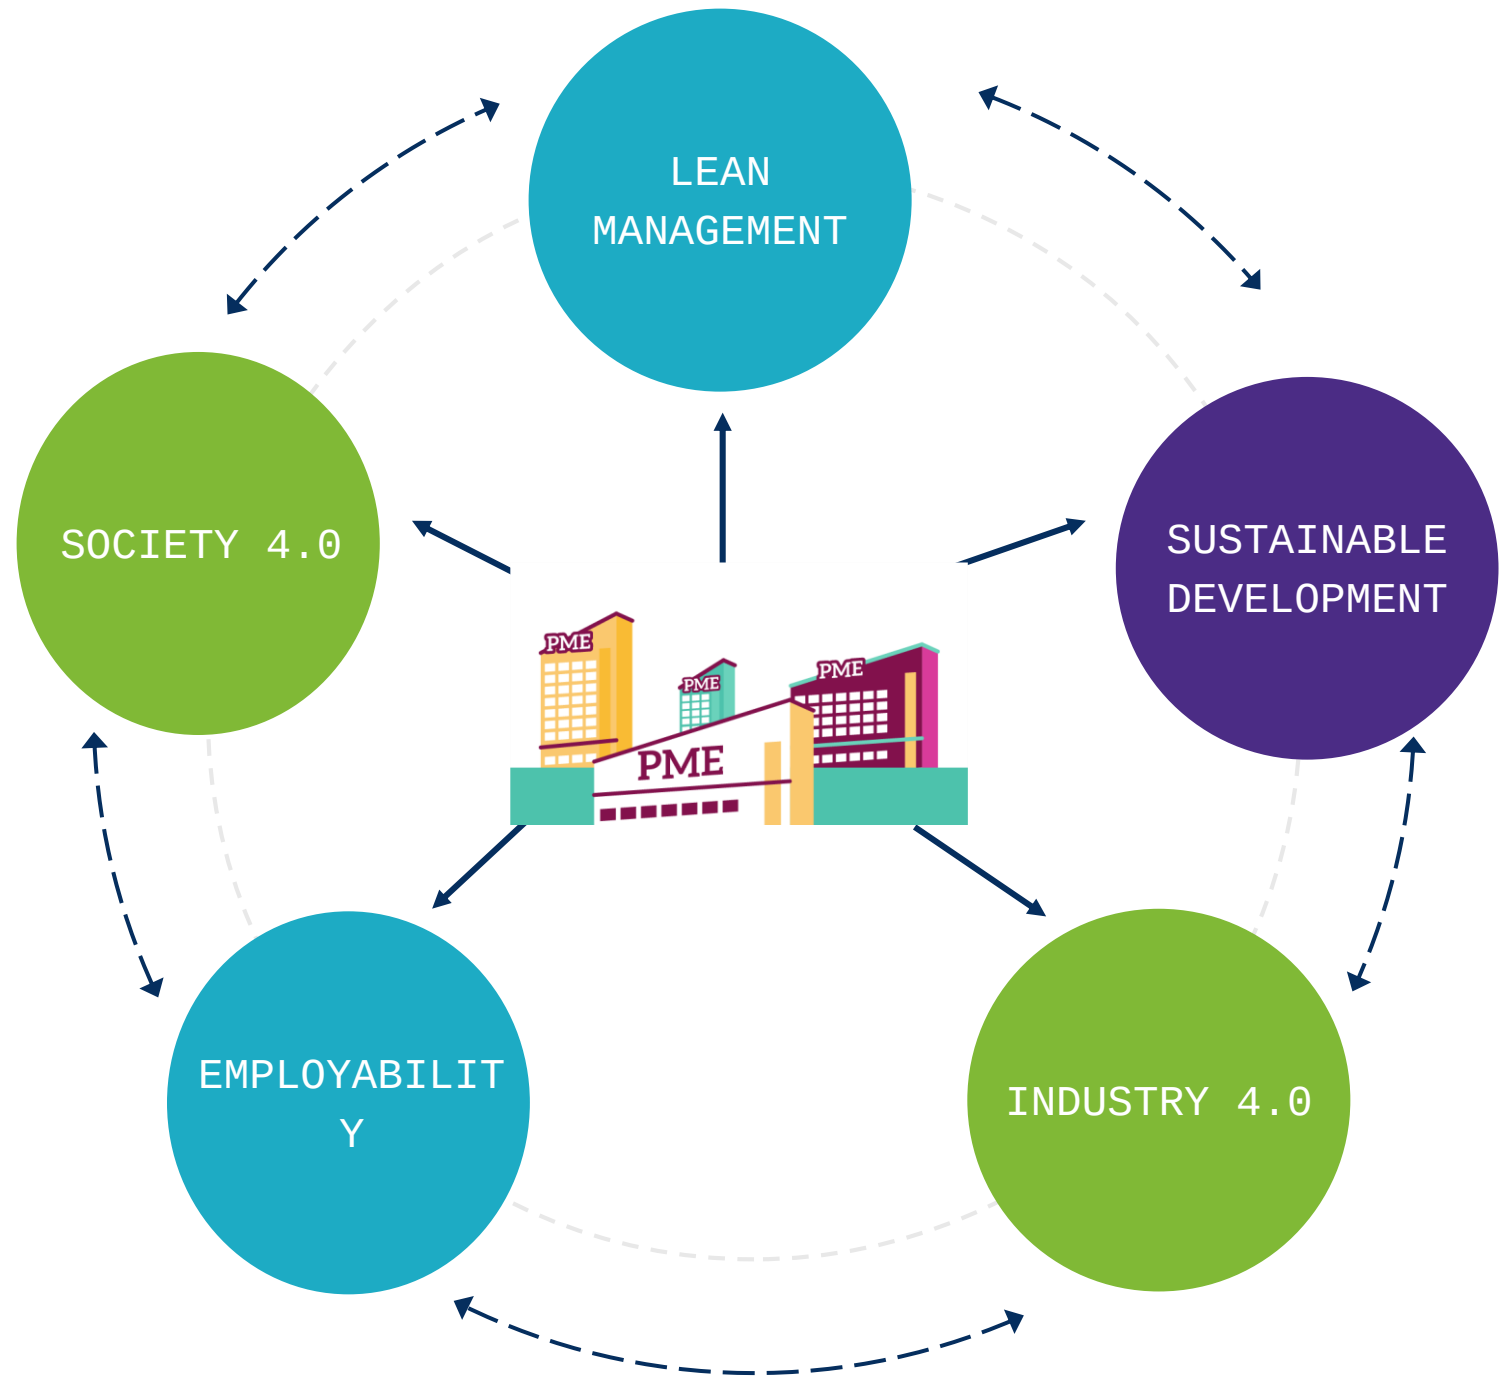 LEAN
MANAGEMENT
SOCIETY 4.0
SUSTAINABLE
DEVELOPMENT
PME
PME
PME
PME
EMPLOYABILIT
Y
INDUSTRY 4.0